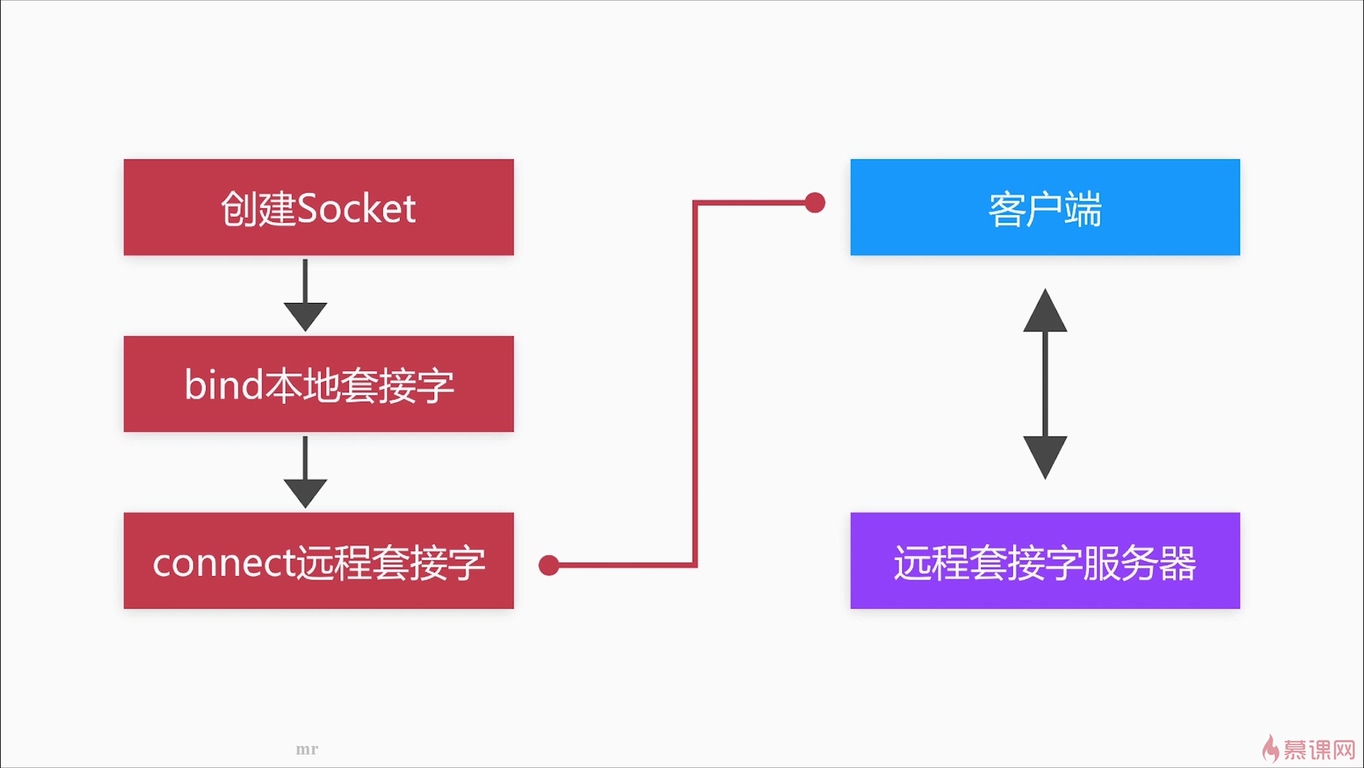 创建Socket
客户端
bind本地套接字
connect远程套接字
远程套接字服务器
mr
慕课网